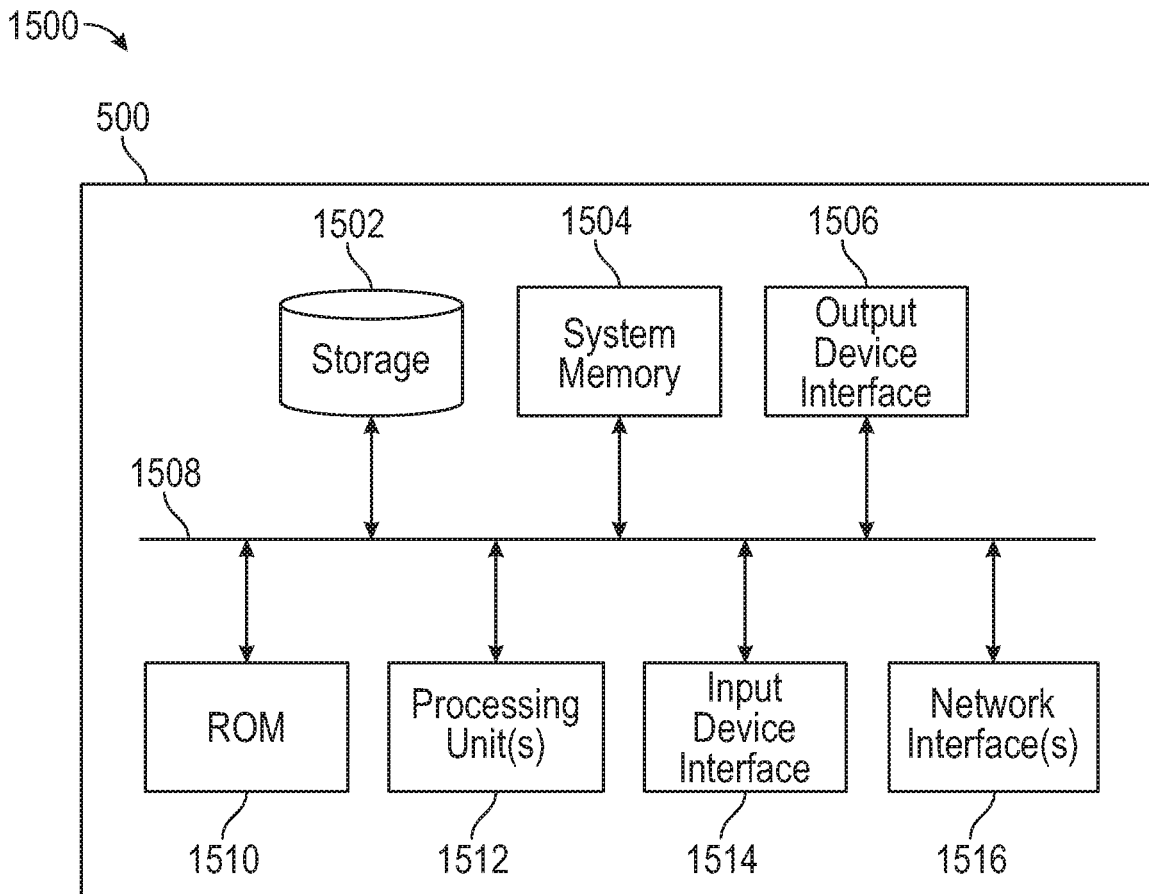 1500
500
1502
1504
1506
Storage
System
Memory
Output
Device
Interface
1508
ROM
Processing
Unit(s)
Input
Device
Interface
Network
Interface(s)
1510
1512
1514
1516